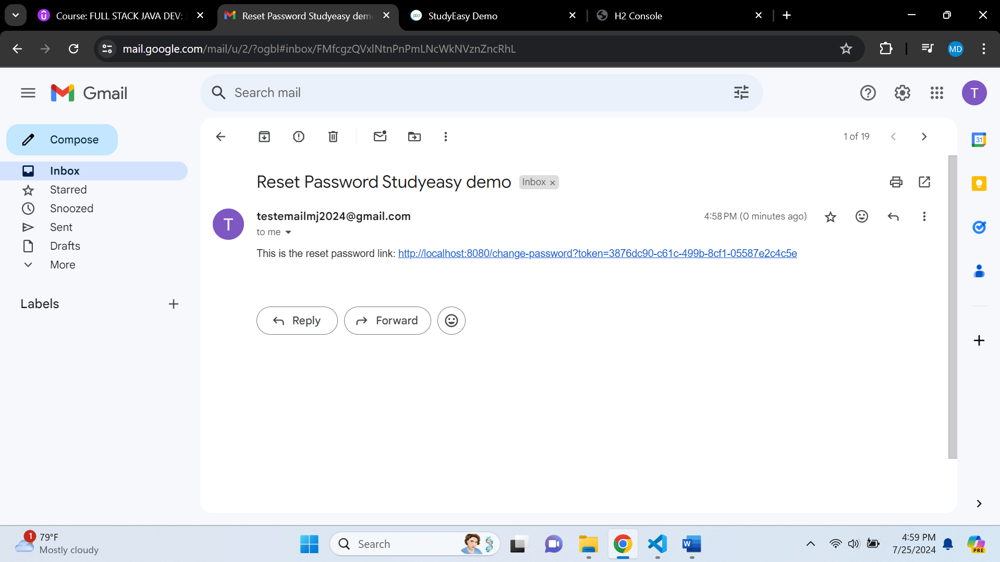 Course: FULL STACK JAVA DEV:
Reset Password Studyeasy demo
StudyEasy Demo
H2 Console
mail.google.com/mail/u/2/?ogbl#inbox/FMfcgzQVxlNtnPnPmLNcWkNVznZncRhL
MD
Gmail
Search mail
T
Compose
1 of 19
31
Inbox
Reset Password Studyeasy demo Inbox
Starred
Snoozed
T
testemailmj2024@gmail.com
4:58 PM (0 minutes ago)
to me
Sent
Drafts
This is the reset password link: http://localhost:8080/change-password?token=3876dc90-c61c-499b-8cf1-05587e2c4c5e
More
Labels
Reply
Forward
1
79°F
Mostly cloudy
Search
W
4:59 PM
7/25/2024
PRE